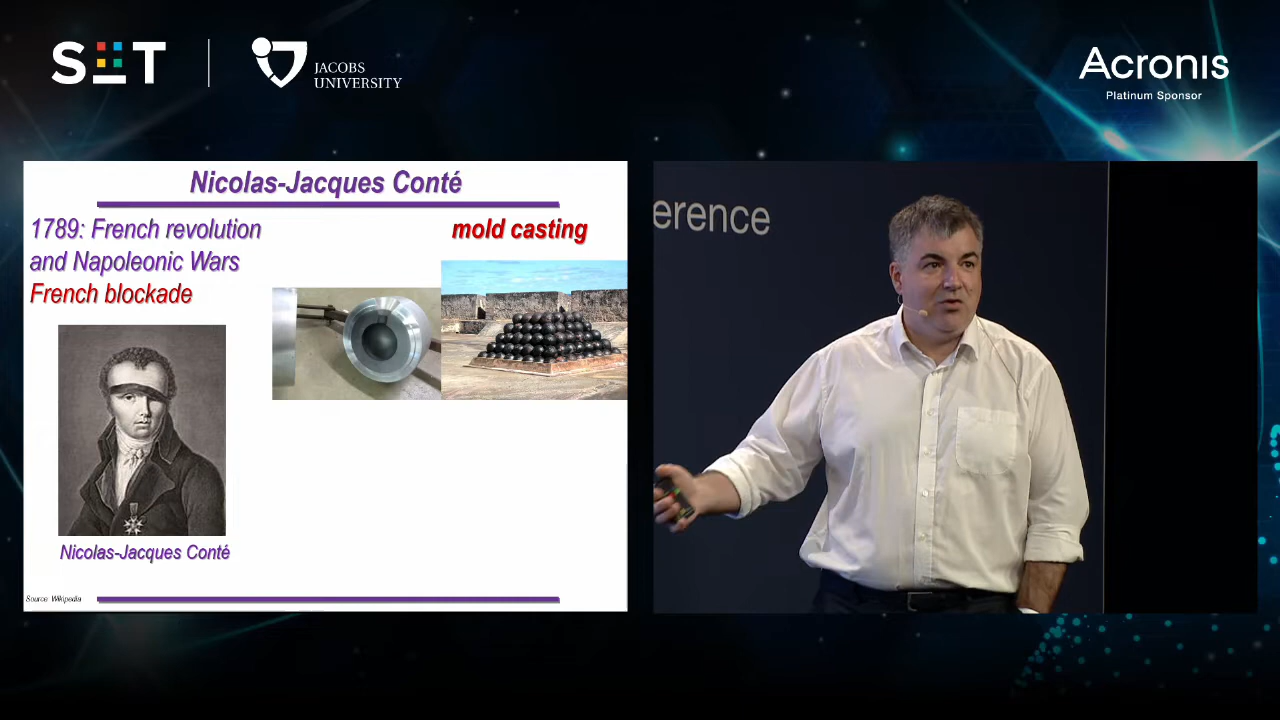 SET
JACOBS
UNIVERSITY
Acronis
Platinum Sponsor
Nicolas-Jacques Conté
1789: French revolution
and Napoleonic Wars
French blockade
mold casting
Nicolas-Jacques Conté
Source Wikipedia
erence